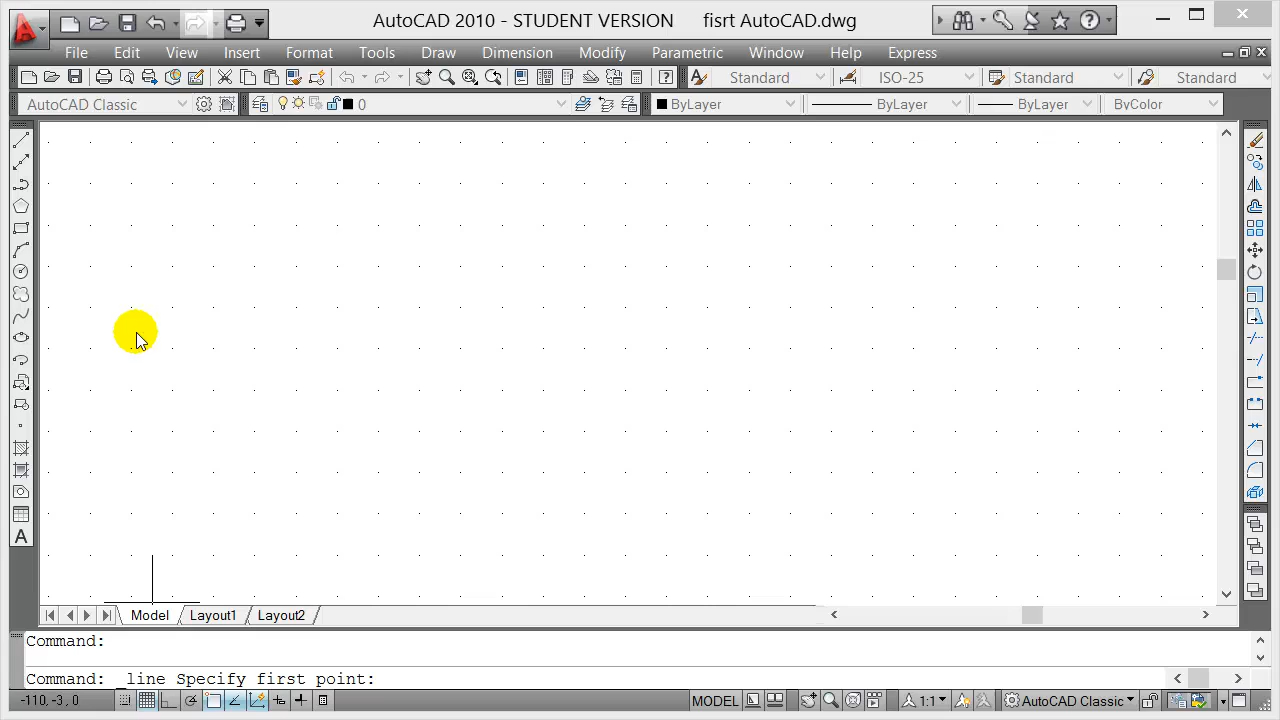 AutoCAD 2010 - STUDENT VERSION fisrt AutoCAD.dwg
File Edit View Insert Format Tools Draw Dimension Modify Parametric Window Help Express
Standard ISO-25 Standard Standard
AutoCAD Classic 0 ByLayer ByLayer ByLayer ByColor
A
Model Layout1 Layout2
Command:
Command: _line Specify first point:
-110, -3, 0 MODEL 1:1 AutoCAD Classic